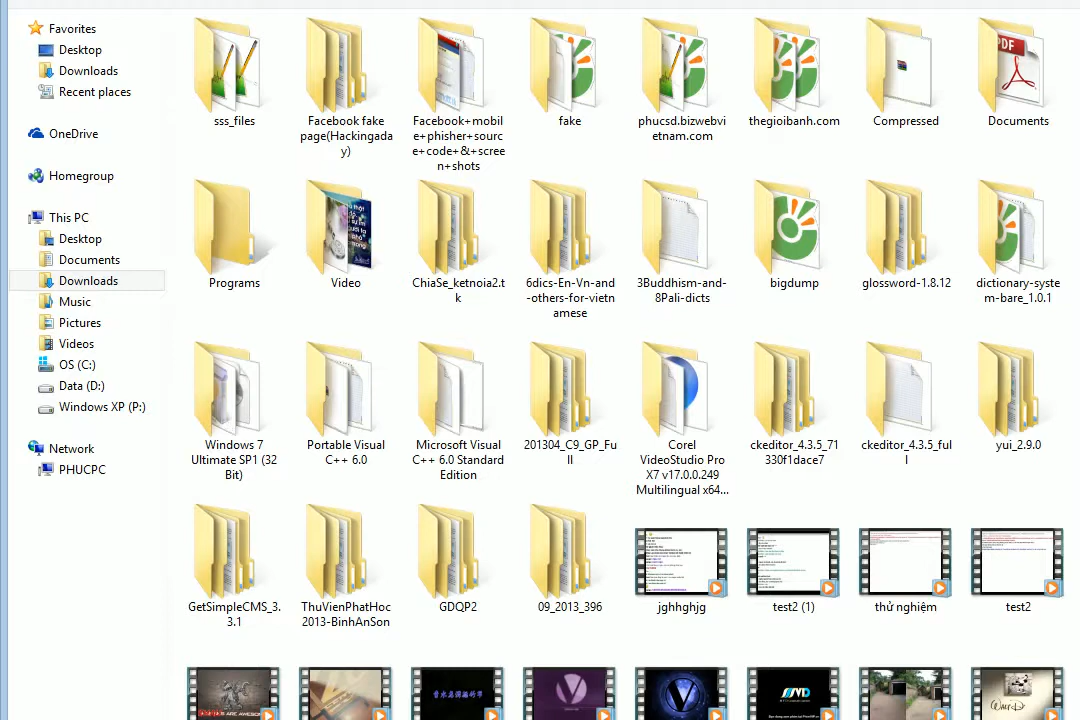 Favorites
Desktop
Downloads
Recent places
OneDrive
Homegroup
This PC
Desktop
Documents
Downloads
Music
Pictures
Videos
OS (C:)
Data (D:)
Windows XP (P:)
Network
PHUCPC
sss_files
Facebook fake
page(Hackingada
y)
Facebook+mobil
e+phisher+sourc
e+code+&+scree
n+shots
fake
phucsd.bizwebvi
etnam.com
thegioibanh.com
Compressed
PDF
Documents
Programs
Video
ChiaSe_ketnoia2.t
k
6dics-En-Vn-and
-others-for-vietn
amese
3Buddhism-and-
8Pali-dicts
bigdump
glossword-1.8.12
dictionary-syste
m-bare_1.0.1
Windows 7
Ultimate SP1 (32
Bit)
Portable Visual
C++ 6.0
Microsoft Visual
C++ 6.0 Standard
Edition
201304_C9_GP_Fu
ll
Corel
VideoStudio Pro
X7 v17.0.0.249
Multilingual x64...
ckeditor_4.3.5_71
330f1dace7
ckeditor_4.3.5_ful
l
yui_2.9.0
GetSimpleCMS_3.
3.1
ThuVienPhatHoc
2013-BinhAnSon
GDQP2
09_2013_396
jghhghjg
test2 (1)
thử nghiệm
test2